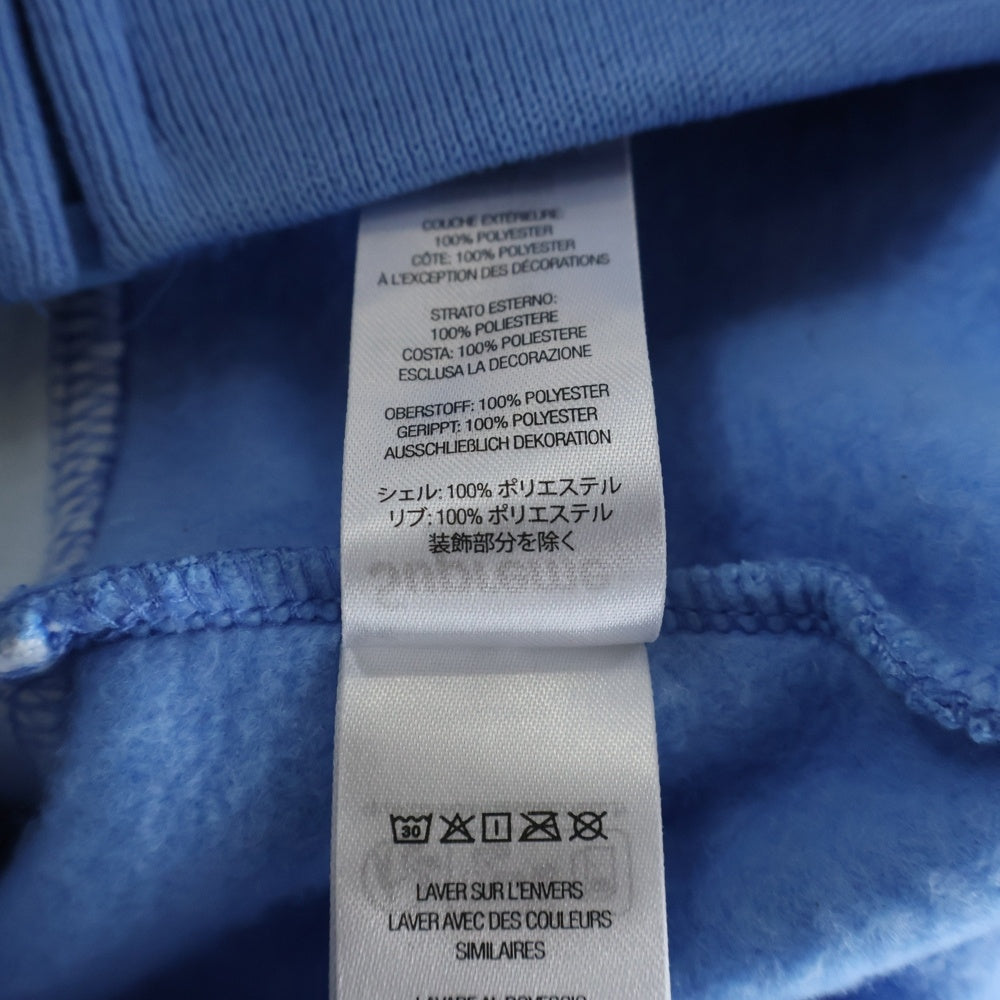 COUCHE EXTÉRIEURE:
100% POLYESTER
CÔTE: 100% POLYESTER
À L'EXCEPTION DES DÉCORATIONS
STRATO ESTERNO:
100% POLIESTERE
COSTA: 100% POLIESTERE
ESCLUSA LA DECORAZIONE
OBERSTOFF: 100% POLYESTER
GERIPPT: 100% POLYESTER
AUSSCHLIEßLICH DEKORATION
シェル: 100% ポリエステル
リブ: 100% ポリエステル
装飾部分を除く
30
LAVER SUR L'ENVERS
LAVER AVEC DES COULEURS
SIMILAIRES